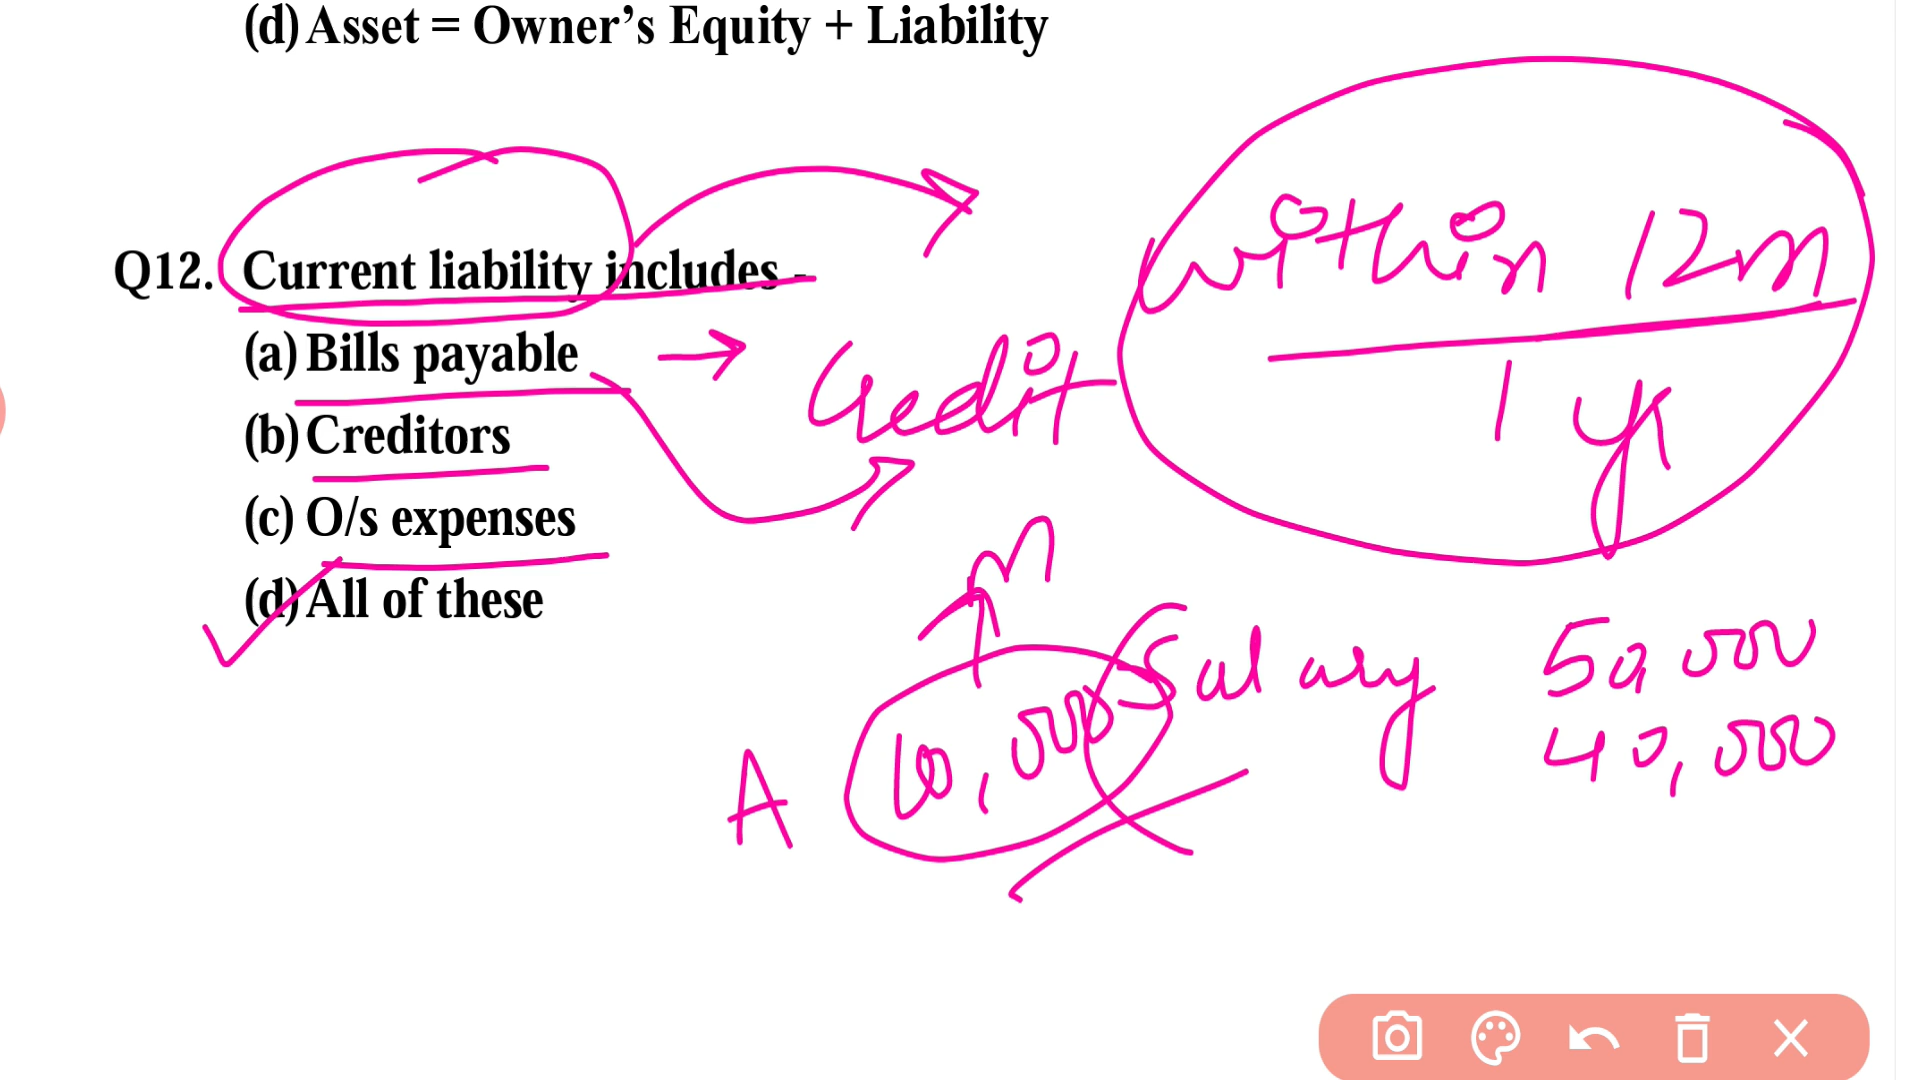 (d) Asset = Owner's Equity + Liability
Q12. Current liability includes -
within 12m
1 yr
(a) Bills payable → Credit
(b) Creditors
(c) O/s expenses
(d) All of these
Salary 50,000
40,000
A 10,000